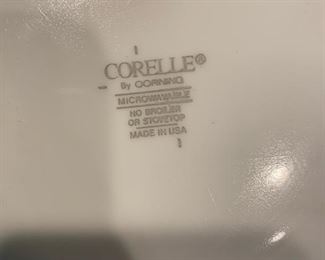 CORELLE®
By CORNING
MICROWAVABLE
NO BROILER
OR STOVETOP
MADE IN USA